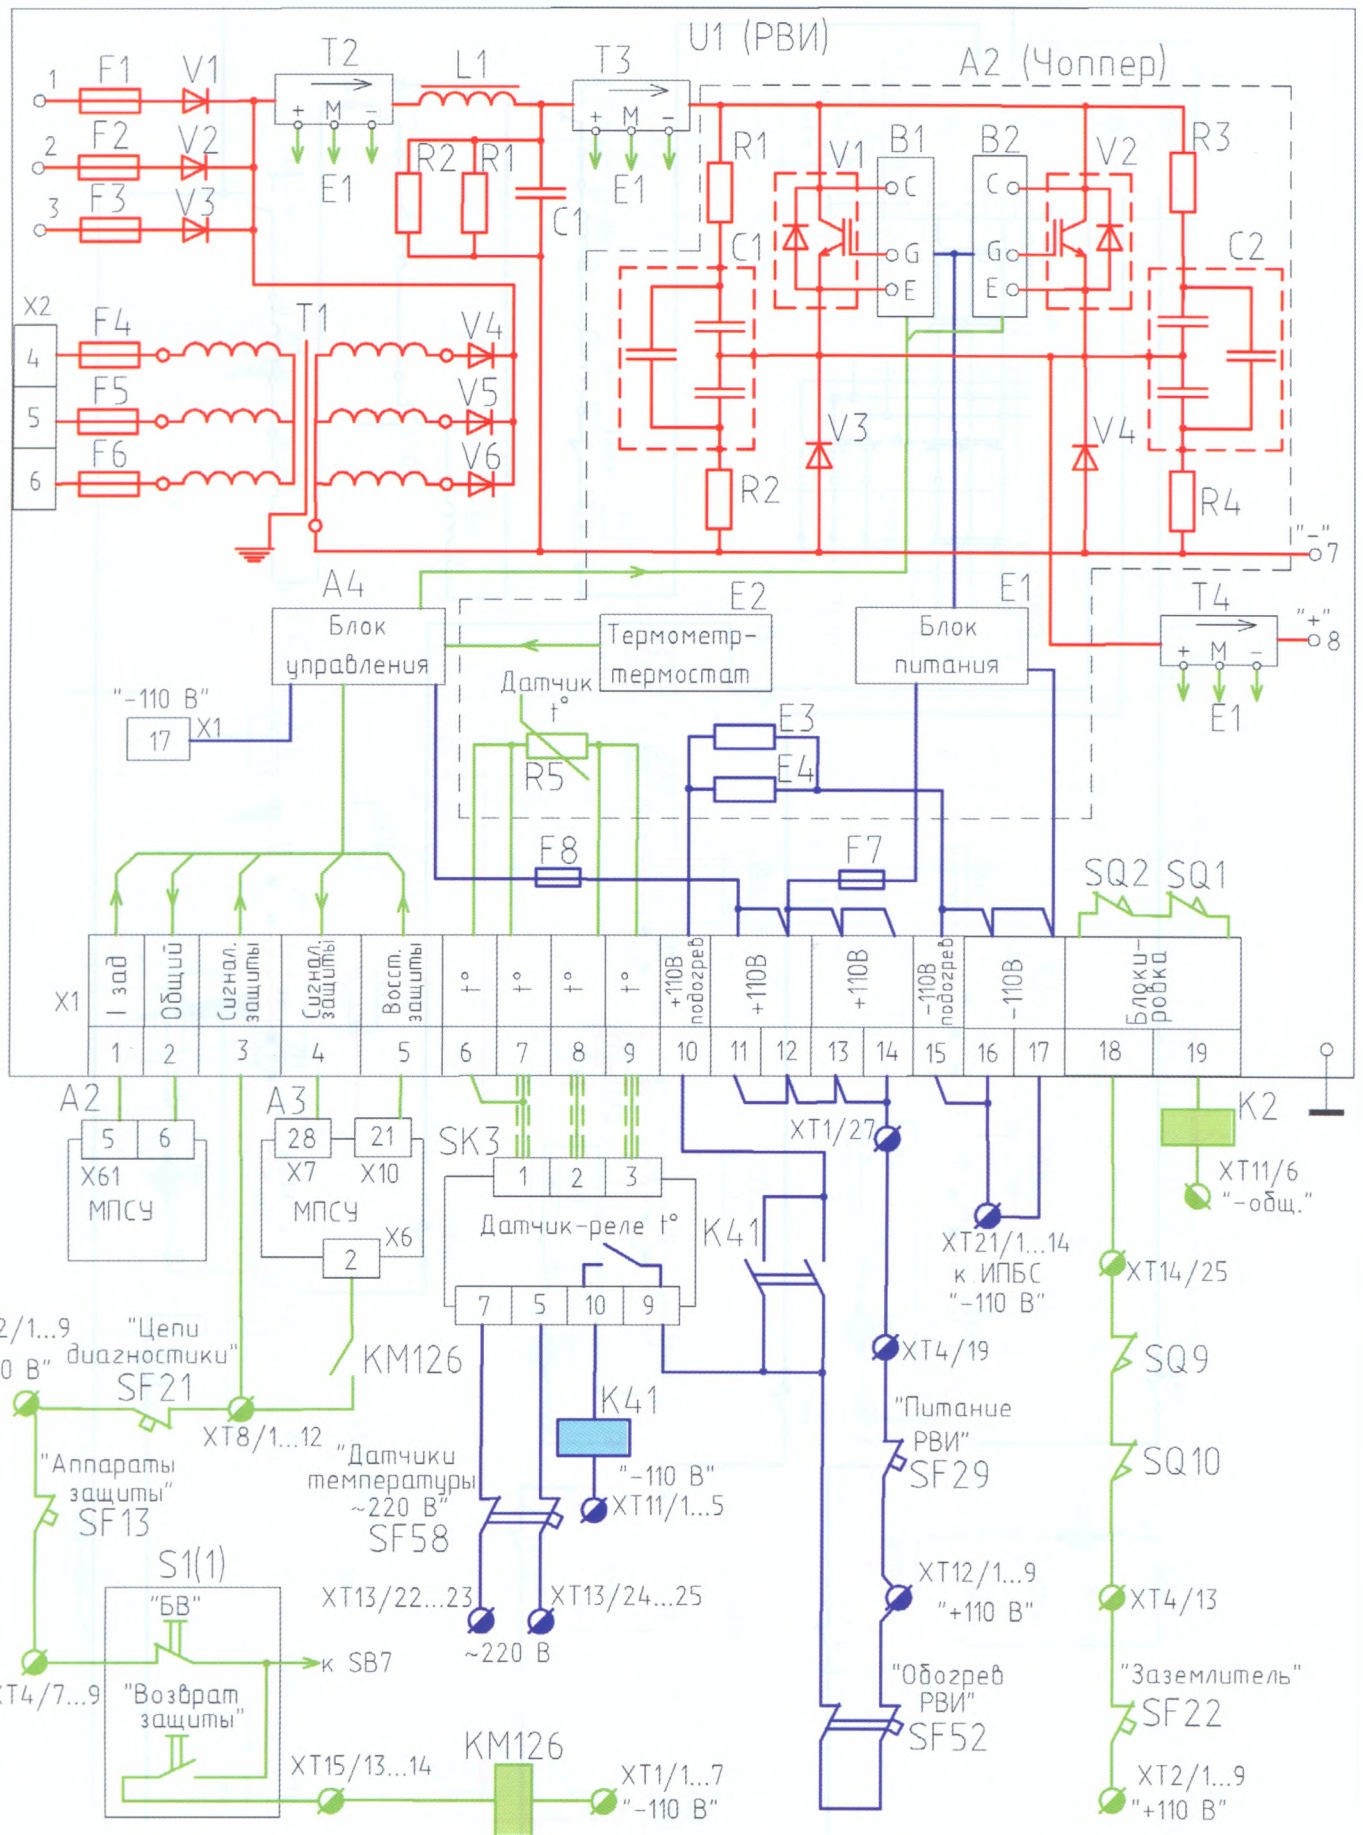 U1 (РВИ)
1
F1
V1
T2
L1
T3
A2 (Чоппер)
+ M −
E1
+ M −
E1
2
F2
V2
3
F3
V3
R2
R1
C1
R1
V1
B1
B2
V2
R3
C
G
E
C
G
E
C1
C2
X2
4
5
6
F4
F5
F6
T1
V4
V5
V6
V3
V4
R2
R4
"−"
7
A4
Блок
управления
E2
Термометр-
термостат
E1
Блок
питания
T4
"+"
8
+ M −
E1
"-110 В"
17
X1
Датчик
t°
R5
E3
E4
F8
F7
SQ2
SQ1
X1
I зад
Общий
Сигнал.
защиты
Сигнал.
защиты
Восст.
защиты
t°
t°
t°
t°
+110В
подогрев
+110В
+110В
-110В
подогрев
-110В
Блоки-
ровка
1
2
3
4
5
6
7
8
9
10
11
12
13
14
15
16
17
18
19
A2
5
6
X61
МПСУ
A3
28
21
X7
X10
МПСУ
2
X6
SK3
1
2
3
Датчик-реле t°
7
5
10
9
K41
XT1/27
K2
XT11/6
"-общ."
XT21/1...14
к ИПБС
"-110 В"
XT14/25
2/1...9
0 В"
"Цепи
диагностики"
SF21
KM126
XT8/1...12
XT4/19
SQ9
"Аппараты
защиты"
SF13
"Датчики
температуры
~220 В"
SF58
K41
"-110 В"
XT11/1...5
"Питание
РВИ"
SF29
SQ10
S1(1)
"БВ"
к SB7
"Возврат
защиты"
XT4/7...9
XT13/22...23
XT13/24...25
~220 В
XT12/1...9
"+110 В"
XT4/13
"Обогрев
РВИ"
SF52
"Заземлитель"
SF22
XT15/13...14
KM126
XT1/1...7
"-110 В"
XT2/1...9
"+110 В"